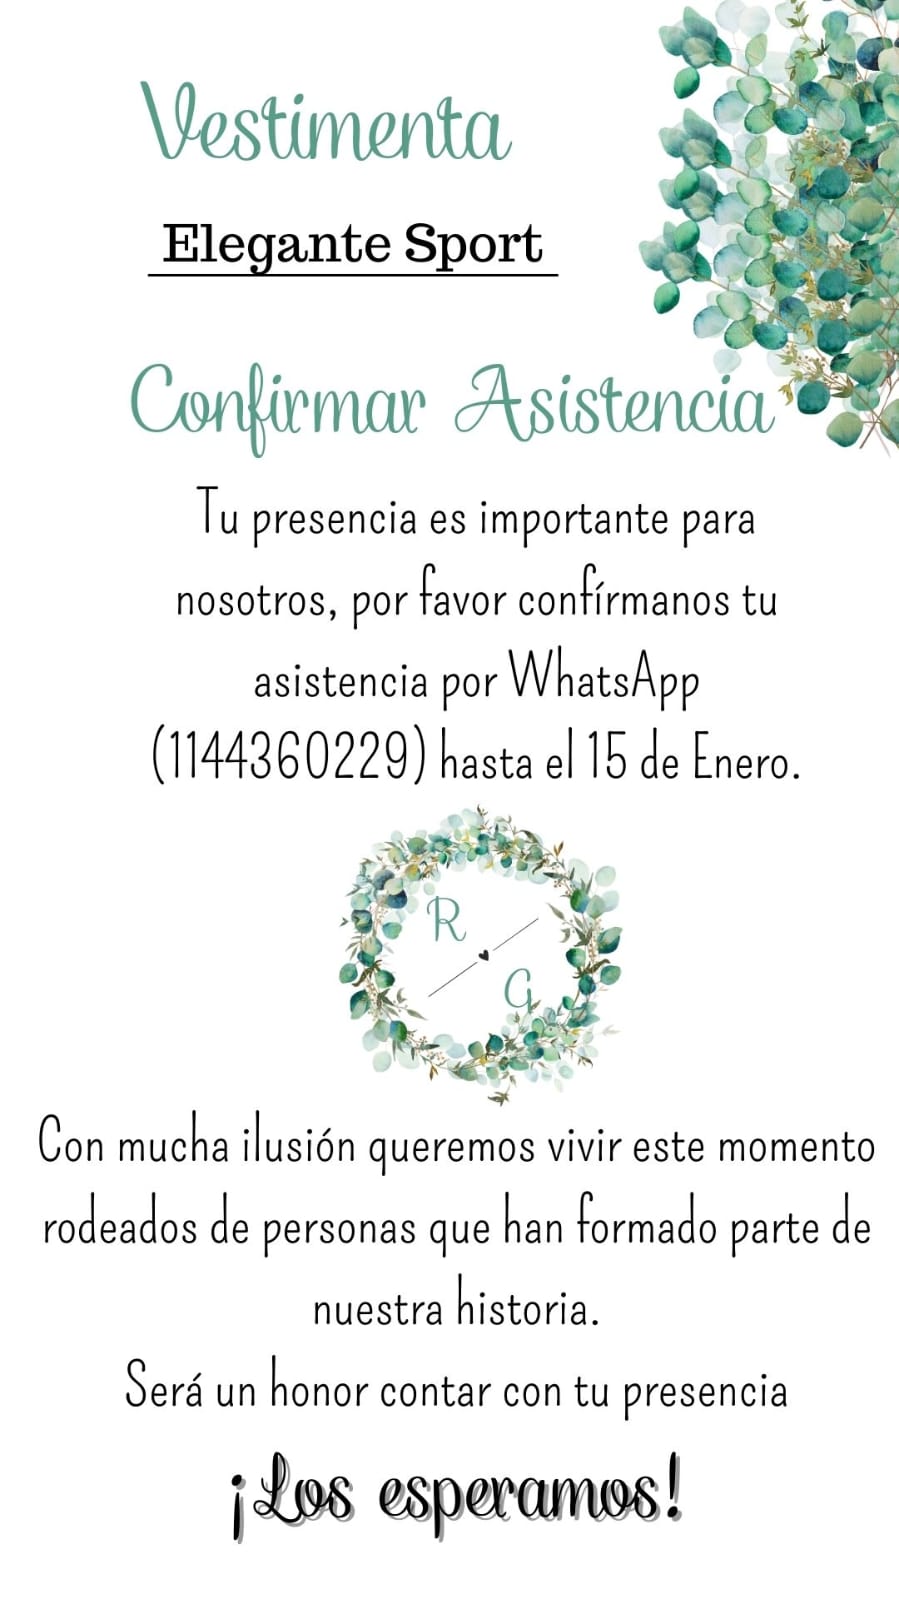 Vestimenta
Elegante Sport
Confirmar Asistencia
Tu presencia es importante para
nosotros, por favor confírmanos tu
asistencia por WhatsApp
(1144360229) hasta el 15 de Enero.
R
G
Con mucha ilusión queremos vivir este momento
rodeados de personas que han formado parte de
nuestra historia.
Será un honor contar con tu presencia
¡Los esperamos!